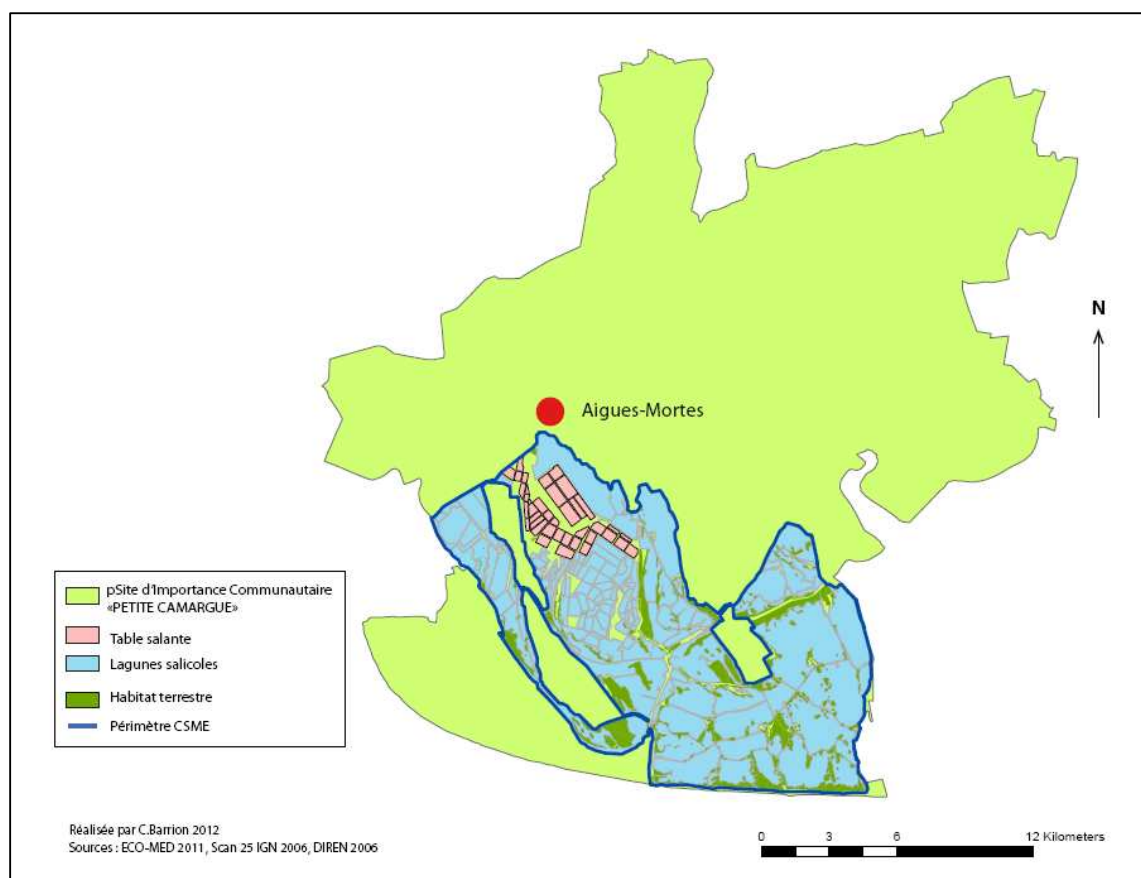 N
Aigues-Mortes
pSite d'Importance Communautaire
«PETITE CAMARGUE»
Table salante
Lagunes salicoles
Habitat terrestre
Périmètre CSME
Réalisée par C.Barrion 2012
Sources : ECO-MED 2011, Scan 25 IGN 2006, DIREN 2006
0 3 6 12 Kilometers